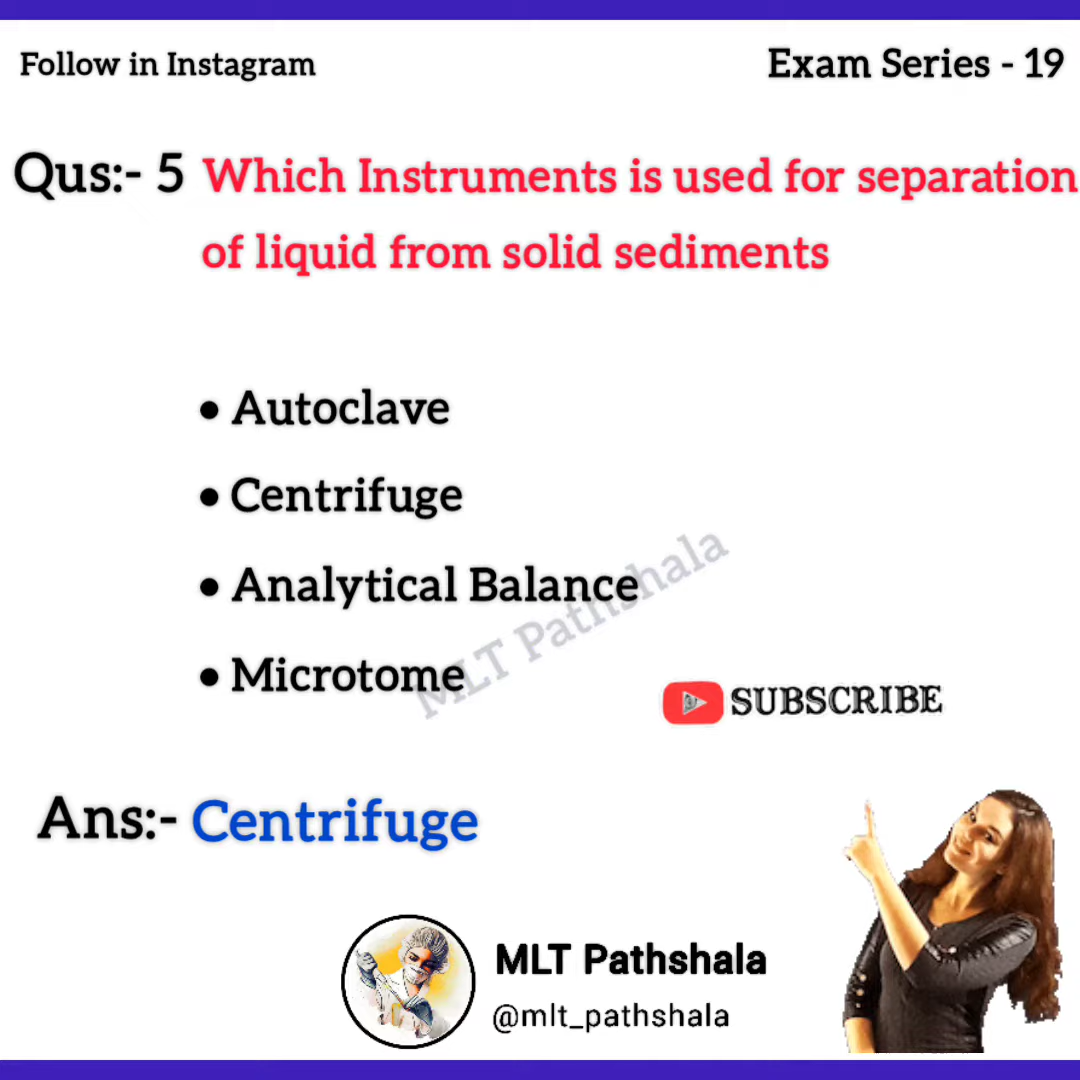 Follow in Instagram
Exam Series - 19
Qus:- 5 Which Instruments is used for separation
of liquid from solid sediments
• Autoclave
• Centrifuge
• Analytical Balance
• Microtome
MLT Pathshala
SUBSCRIBE
Ans:- Centrifuge
MLT Pathshala
@mlt_pathshala